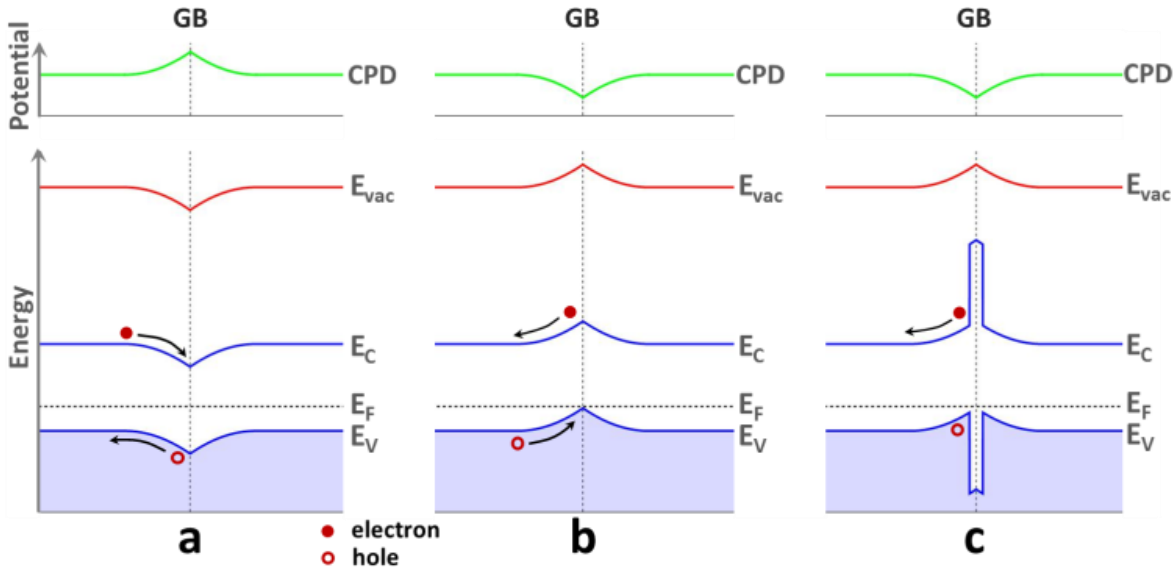 GB GB GB
Potential
CPD CPD CPD
Energy
E_vac E_vac E_vac
E_C E_C E_C
E_F E_F E_F
E_V E_V E_V
a b c
electron
hole